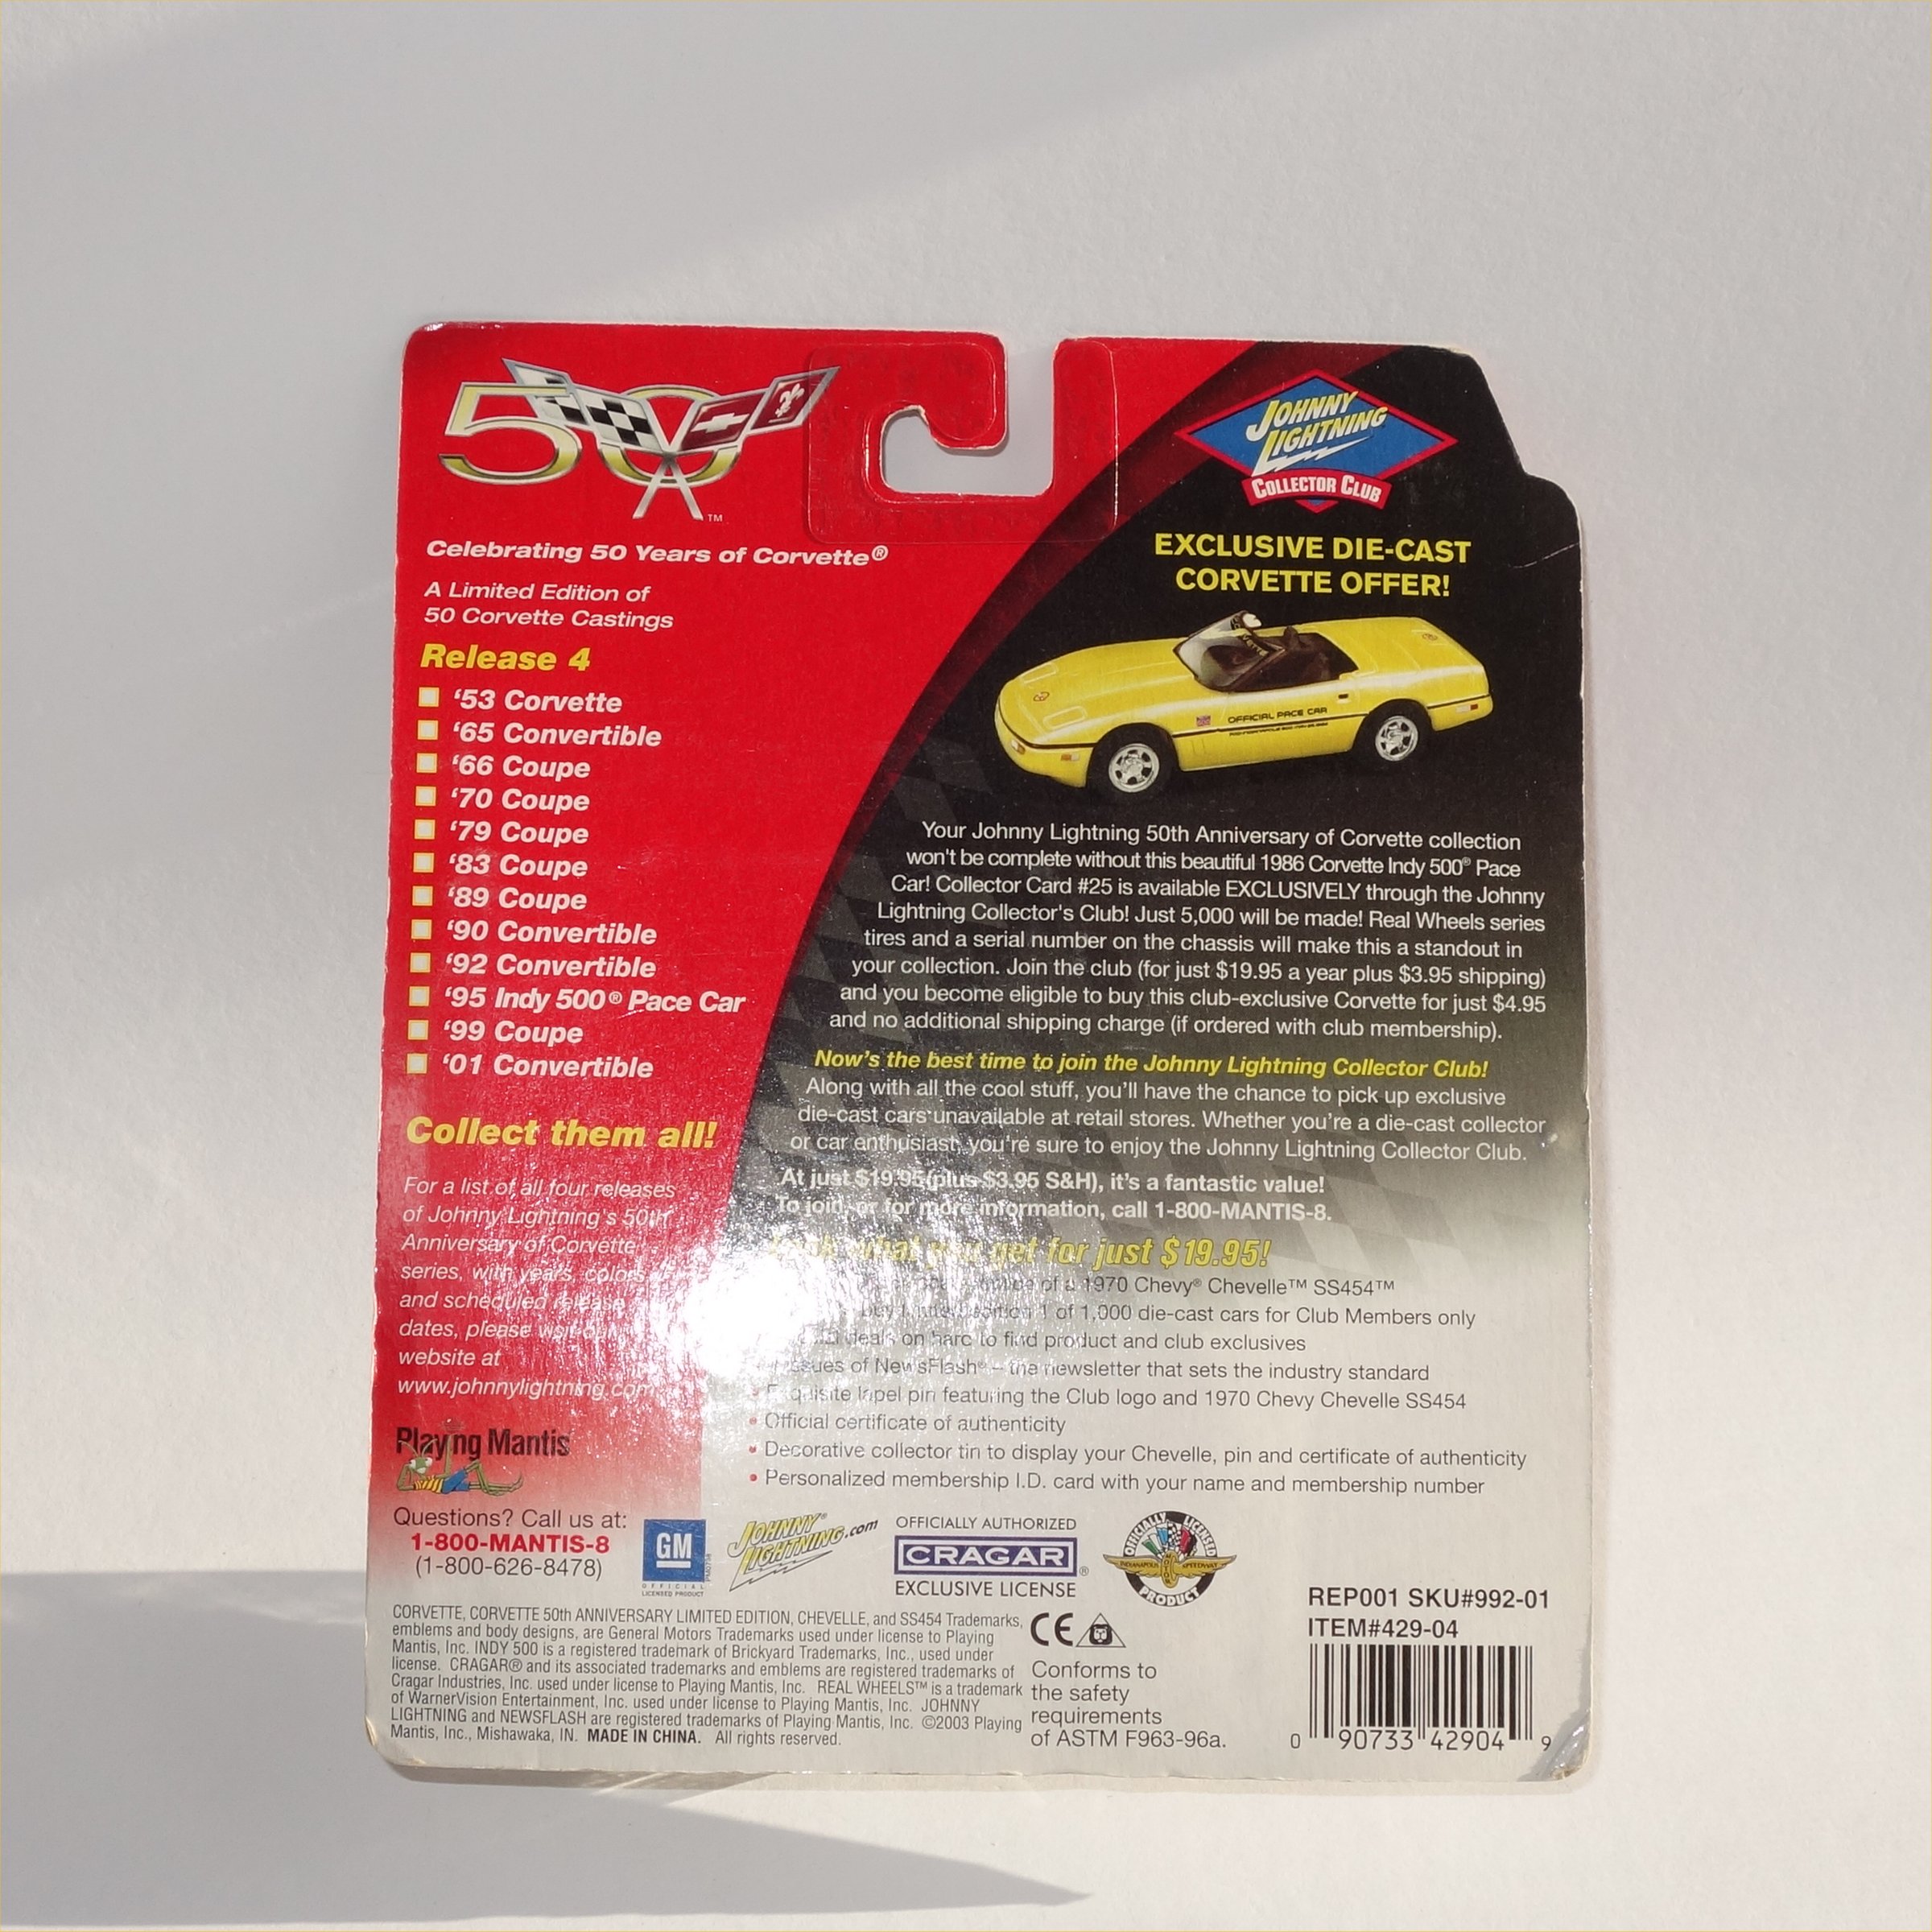 50
TM
Celebrating 50 Years of Corvette®
A Limited Edition of
50 Corvette Castings
Release 4
‘53 Corvette
‘65 Convertible
‘66 Coupe
‘70 Coupe
‘79 Coupe
‘83 Coupe
‘89 Coupe
‘90 Convertible
‘92 Convertible
‘95 Indy 500® Pace Car
‘99 Coupe
‘01 Convertible
Collect them all!
For a list of all four releases
of Johnny Lightning's 50th
Anniversary of Corvette
series, with years, colors
and scheduled release
dates, please visit our
website at
www.johnnylightning.com
Playing Mantis
Questions? Call us at:
1-800-MANTIS-8
(1-800-626-8478)
JOHNNY
LIGHTNING
COLLECTOR CLUB
EXCLUSIVE DIE-CAST
CORVETTE OFFER!
OFFICIAL PACE CAR
Your Johnny Lightning 50th Anniversary of Corvette collection
won't be complete without this beautiful 1986 Corvette Indy 500® Pace
Car! Collector Card #25 is available EXCLUSIVELY through the Johnny
Lightning Collector's Club! Just 5,000 will be made! Real Wheels series
tires and a serial number on the chassis will make this a standout in
your collection. Join the club (for just $19.95 a year plus $3.95 shipping)
and you become eligible to buy this club-exclusive Corvette for just $4.95
and no additional shipping charge (if ordered with club membership).
Now’s the best time to join the Johnny Lightning Collector Club!
Along with all the cool stuff, you’ll have the chance to pick up exclusive
die-cast cars unavailable at retail stores. Whether you’re a die-cast collector
or car enthusiast, you’re sure to enjoy the Johnny Lightning Collector Club.
At just $19.95(plus $3.95 S&H), it’s a fantastic value!
To join, or for more information, call 1-800-MANTIS-8.
what you get for just $19.95!
of a 1970 Chevy® Chevelle™ SS454™
1 of 1,000 die-cast cars for Club Members only
deals on hard to find product and club exclusives
issues of NewsFlash® – the newsletter that sets the industry standard
• Exquisite lapel pin featuring the Club logo and 1970 Chevy Chevelle SS454
• Official certificate of authenticity
• Decorative collector tin to display your Chevelle, pin and certificate of authenticity
• Personalized membership I.D. card with your name and membership number
GM
OFFICIAL
LICENSED PRODUCT
JOHNNY®
LIGHTNING.com
OFFICIALLY AUTHORIZED
CRAGAR®
EXCLUSIVE LICENSE
OFFICIALLY LICENSED
INDIANAPOLIS MOTOR SPEEDWAY
PRODUCT
CORVETTE, CORVETTE 50th ANNIVERSARY LIMITED EDITION, CHEVELLE, and SS454 Trademarks,
emblems and body designs, are General Motors Trademarks used under license to Playing
Mantis, Inc. INDY 500 is a registered trademark of Brickyard Trademarks, Inc., used under
license. CRAGAR® and its associated trademarks and emblems are registered trademarks of
Cragar Industries, Inc. used under license to Playing Mantis, Inc. REAL WHEELS™ is a trademark
of WarnerVision Entertainment, Inc. used under license to Playing Mantis, Inc. JOHNNY
LIGHTNING and NEWSFLASH are registered trademarks of Playing Mantis, Inc. ©2003 Playing
Mantis, Inc., Mishawaka, IN. MADE IN CHINA. All rights reserved.
CE
Conforms to
the safety
requirements
of ASTM F963-96a.
REP001 SKU#992-01
ITEM#429-04
0 90733 42904 9